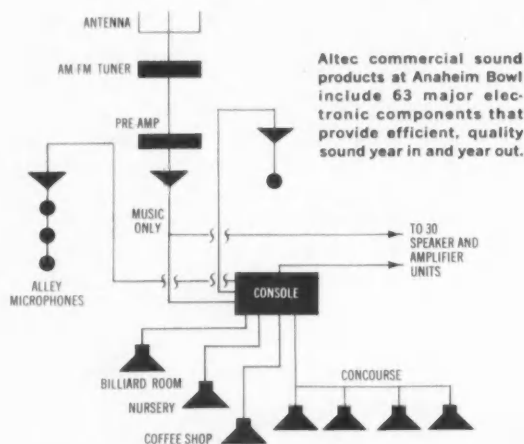 ANTENNA
AM-FM TUNER
PRE AMP
MUSIC
ONLY
ALLEY
MICROPHONES
Altec commercial sound
products at Anaheim Bowl
include 63 major elec-
tronic components that
provide efficient, quality
sound year in and year out.
TO 30
SPEAKER AND
AMPLIFIER
UNITS
CONSOLE
BILLIARD ROOM
NURSERY
COFFEE SHOP
CONCOURSE